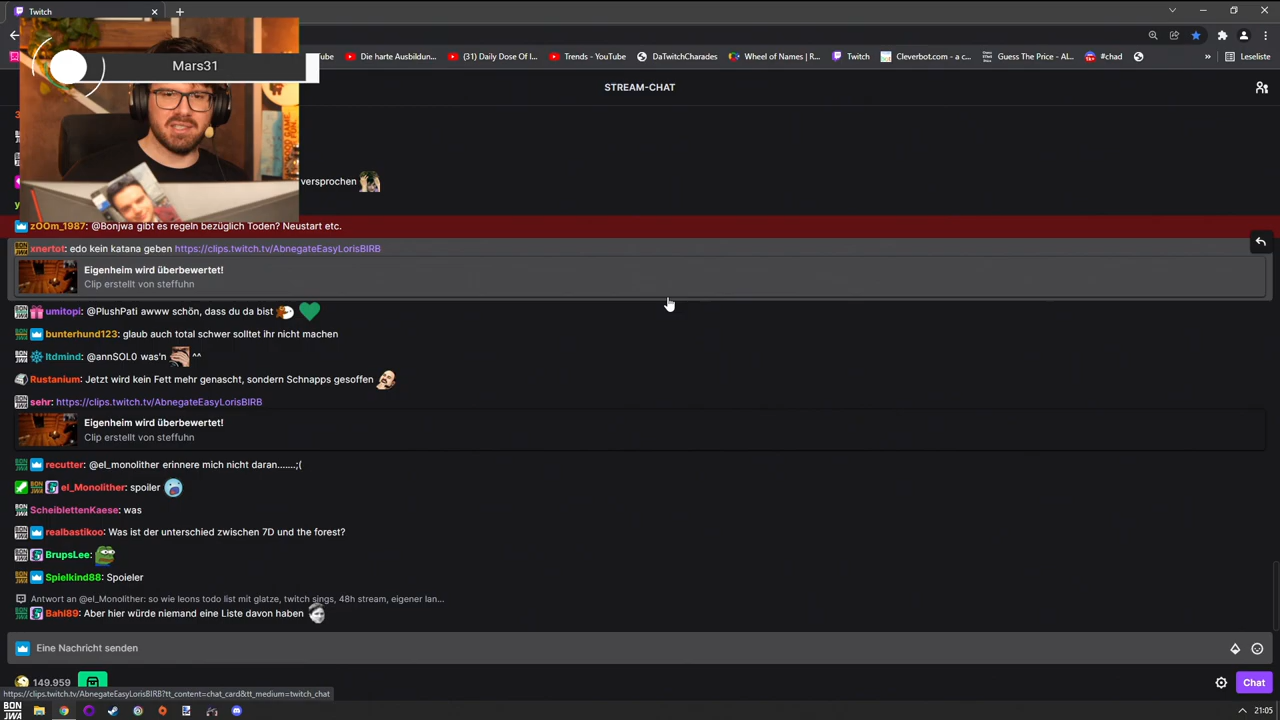 Twitch
Mars31
ube
Die harte Ausbildun...
(31) Daily Dose Of I...
Trends - YouTube
DaTwitchCharades
Wheel of Names | R...
Twitch
Cleverbot.com - a c...
Guess The Price - AL...
#chad
»
Leseliste
STREAM-CHAT
versprochen
zOOm_1987: @Bonjwa gibt es regeln bezüglich Toden? Neustart etc.
xnertot: edo kein katana geben https://clips.twitch.tv/AbnegateEasyLorisBIRB
Eigenheim wird überbewertet!
Clip erstellt von steffuhn
umitopi: @PlushPati awww schön, dass du da bist
bunterhund123: glaub auch total schwer solltet ihr nicht machen
ltdmind: @annSOL0 was'n ^^
Rustanium: Jetzt wird kein Fett mehr genascht, sondern Schnapps gesoffen
sehr: https://clips.twitch.tv/AbnegateEasyLorisBIRB
Eigenheim wird überbewertet!
Clip erstellt von steffuhn
recutter: @el_monolither erinnere mich nicht daran.......;(
el_Monolither: spoiler
ScheiblettenKaese: was
realbastikoo: Was ist der unterschied zwischen 7D und the forest?
BrupsLee:
Spielkind88: Spoieler
Antwort an @el_Monolither: so wie leons todo list mit glatze, twitch sings, 48h stream, eigener lan...
Bahl89: Aber hier würde niemand eine Liste davon haben
Eine Nachricht senden
149.959
Chat
https://clips.twitch.tv/AbnegateEasyLorisBIRB?tt_content=chat_card&tt_medium=twitch_chat
BON
JWA
21:05